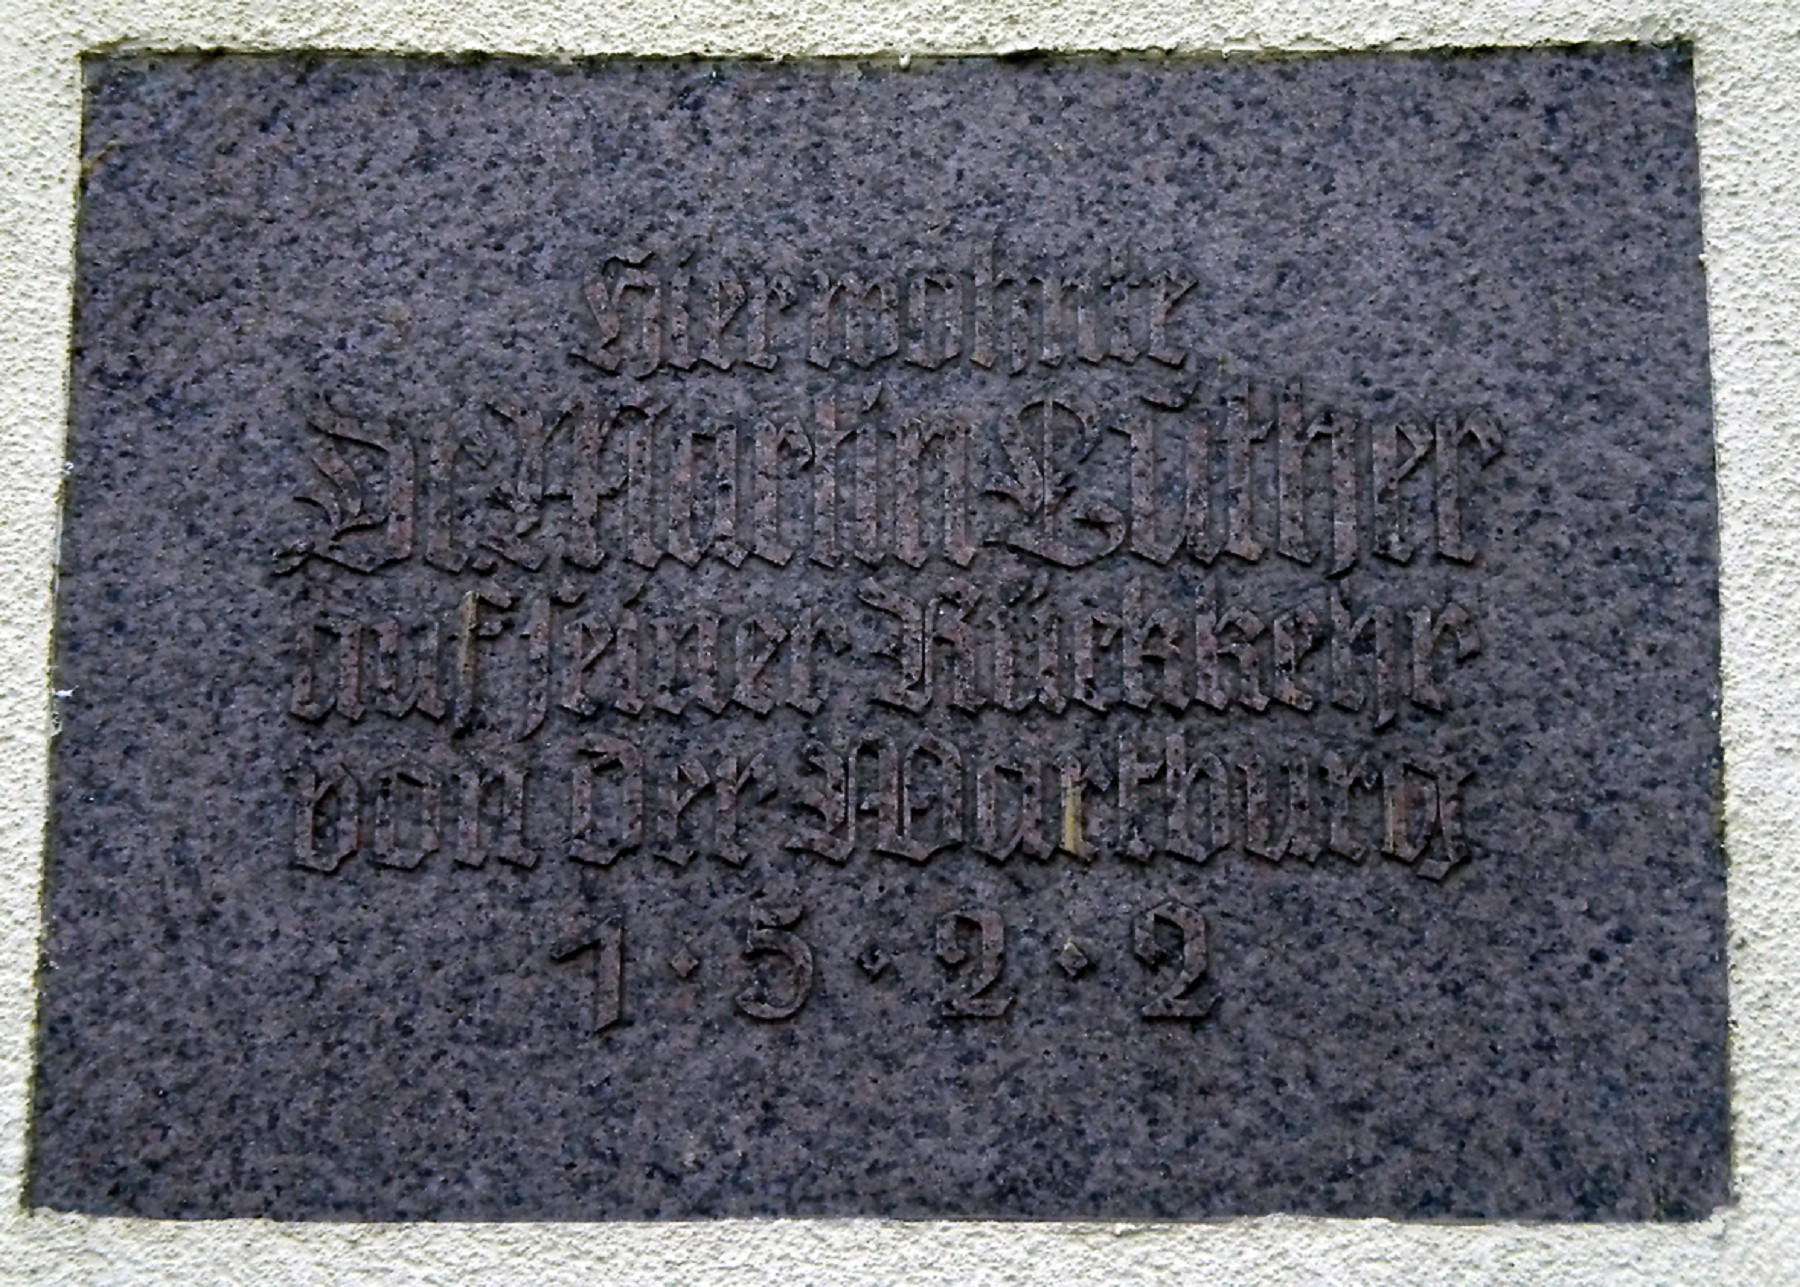 Hier wohnte
Dr Martin Luther
auf seiner Rückkehr
von der Wartburg
1·5·2·2